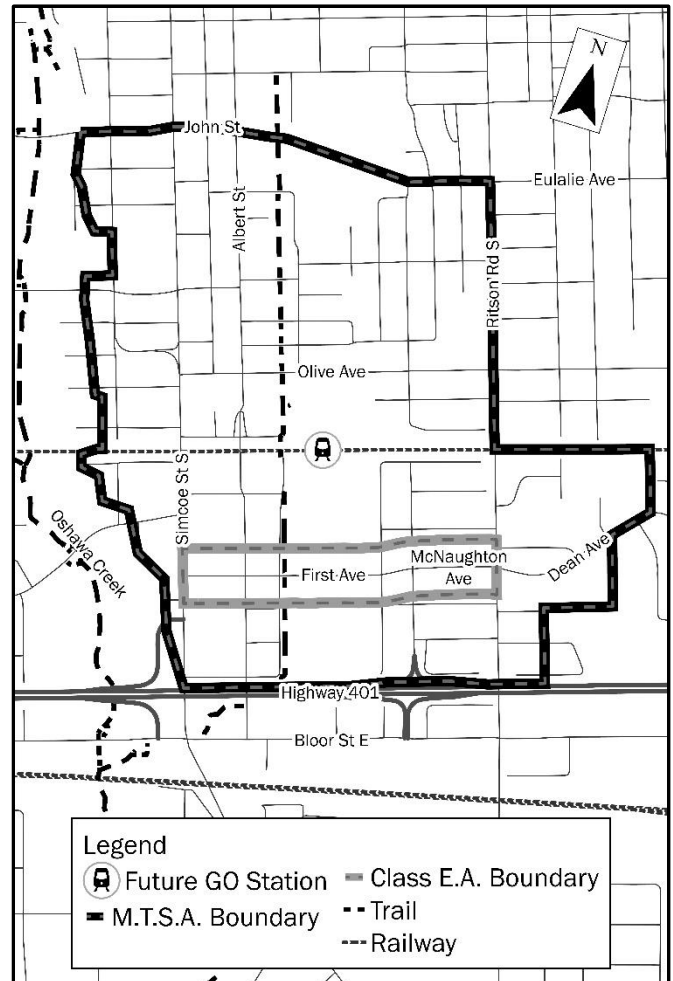 N
John St
Eulalie Ave
Albert St
Ritson Rd S
Olive Ave
Simcoe St S
Oshawa Creek
First Ave
McNaughton
Ave
Dean Ave
Highway 401
Bloor St E
Legend
Future GO Station
Class E.A. Boundary
M.T.S.A. Boundary
Trail
Railway